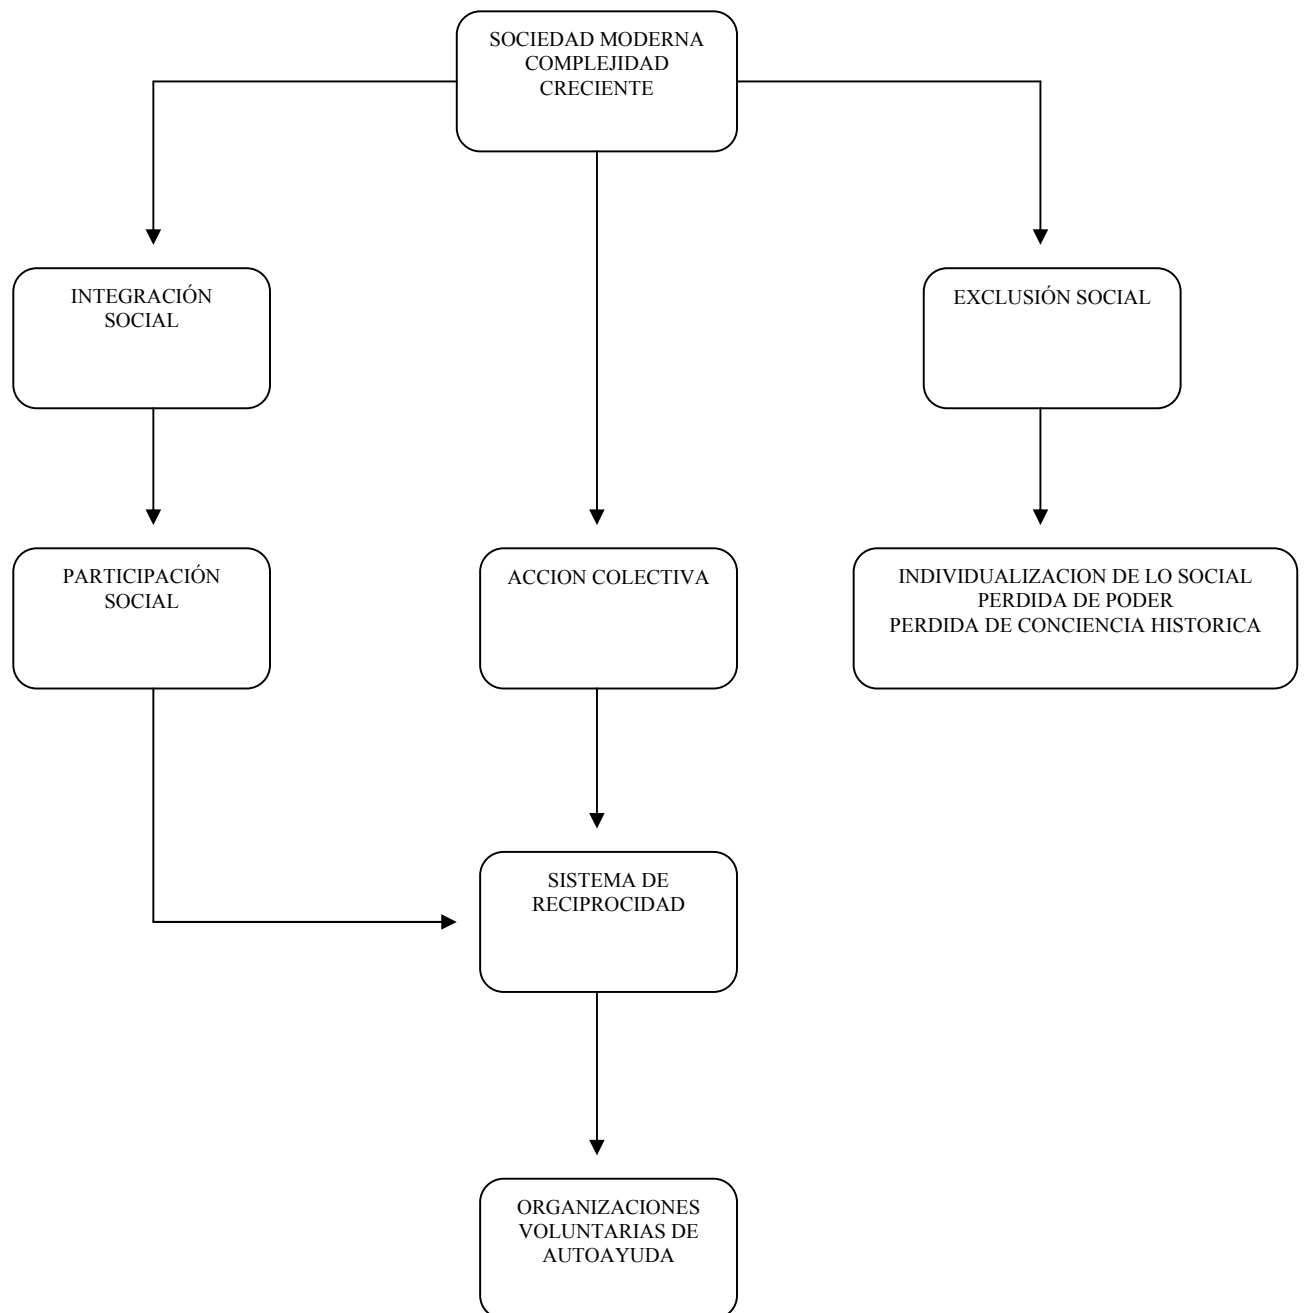 SOCIEDAD MODERNA
COMPLEJIDAD
CRECIENTE
INTEGRACIÓN
SOCIAL
EXCLUSIÓN SOCIAL
PARTICIPACIÓN
SOCIAL
ACCION COLECTIVA
INDIVIDUALIZACION DE LO SOCIAL
PERDIDA DE PODER
PERDIDA DE CONCIENCIA HISTORICA
SISTEMA DE
RECIPROCIDAD
ORGANIZACIONES
VOLUNTARIAS DE
AUTOAYUDA